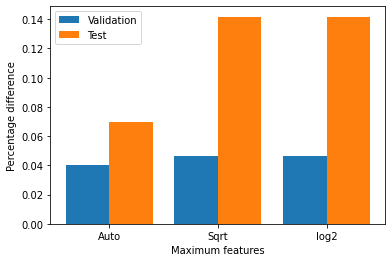 Validation
Test
0.14
0.12
0.10
0.08
0.06
0.04
0.02
0.00
Percentage difference
Auto
Sqrt
log2
Maximum features